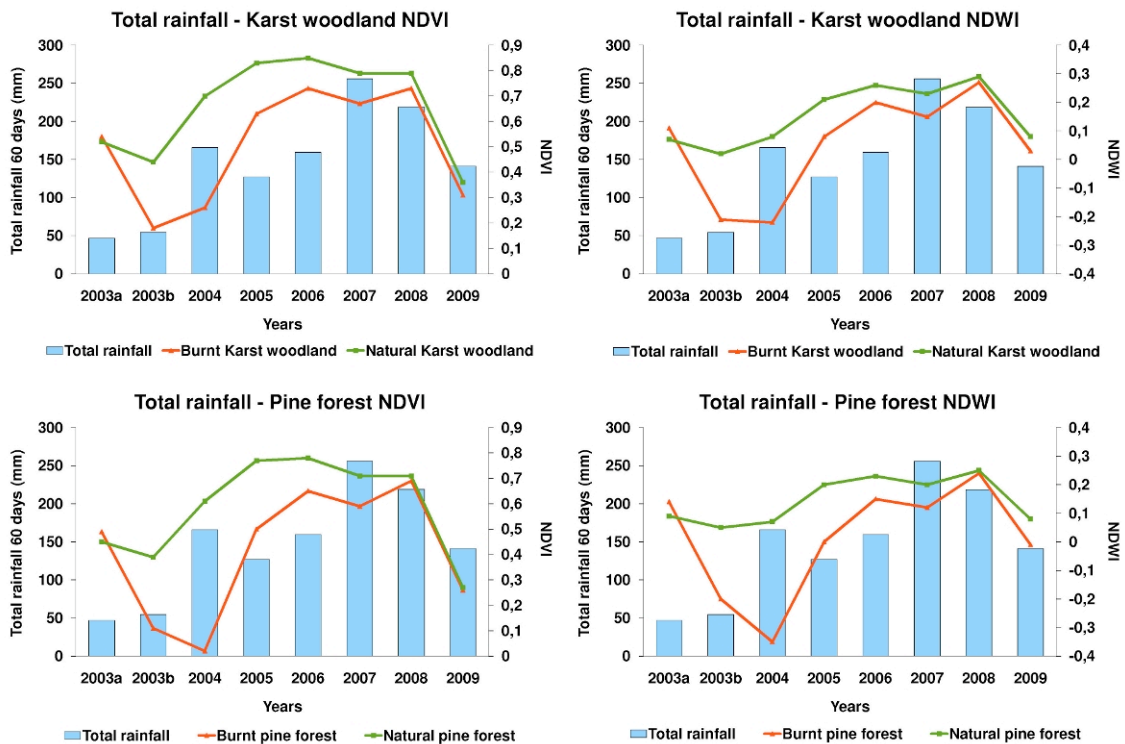 Total rainfall - Karst woodland NDVI
Total rainfall 60 days (mm)
300
250
200
150
100
50
0
0,9
0,8
0,7
0,6
0,5
0,4
0,3
0,2
0,1
0
NDVI
2003a 2003b 2004 2005 2006 2007 2008 2009
Years
Total rainfall Burnt Karst woodland Natural Karst woodland
Total rainfall - Karst woodland NDWI
Total rainfall 60 days (mm)
300
250
200
150
100
50
0
0,4
0,3
0,2
0,1
0
-0,1
-0,2
-0,3
-0,4
NDWI
2003a 2003b 2004 2005 2006 2007 2008 2009
Years
Total rainfall Burnt Karst woodland Natural Karst woodland
Total rainfall - Pine forest NDVI
Total rainfall 60 days (mm)
300
250
200
150
100
50
0
0,9
0,8
0,7
0,6
0,5
0,4
0,3
0,2
0,1
0
NDVI
2003a 2003b 2004 2005 2006 2007 2008 2009
Years
Total rainfall Burnt pine forest Natural pine forest
Total rainfall - Pine forest NDWI
Total rainfall 60 days (mm)
300
250
200
150
100
50
0
0,4
0,3
0,2
0,1
0
-0,1
-0,2
-0,3
-0,4
NDWI
2003a 2003b 2004 2005 2006 2007 2008 2009
Years
Total rainfall Burnt pine forest Natural pine forest